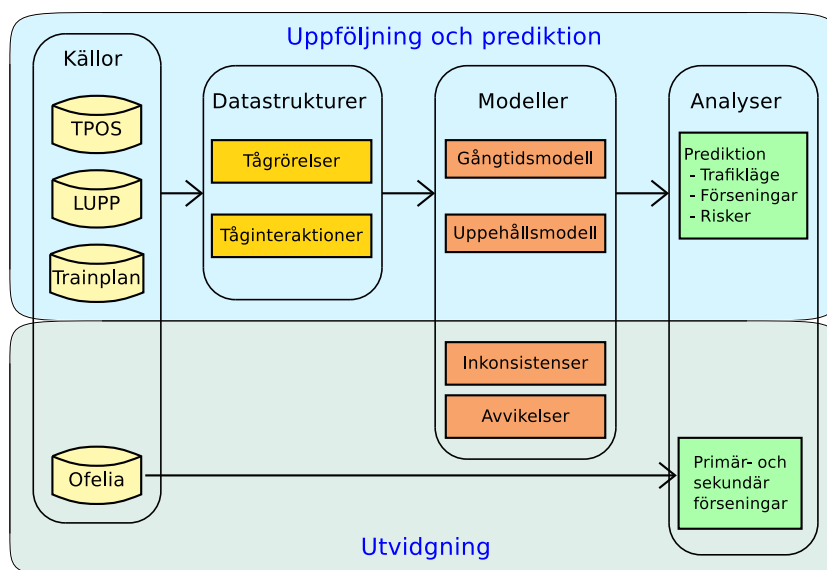 Uppföljning och prediktion
Källor
TPOS
LUPP
Trainplan
Ofelia
Datastrukturer
Tågrörelser
Tåginteraktioner
Modeller
Gångtidsmodell
Uppehållsmodell
Inkonsistenser
Avvikelser
Analyser
Prediktion
- Trafikläge
- Förseningar
- Risker
Primär- och
sekundär
förseningar
Utvidgning